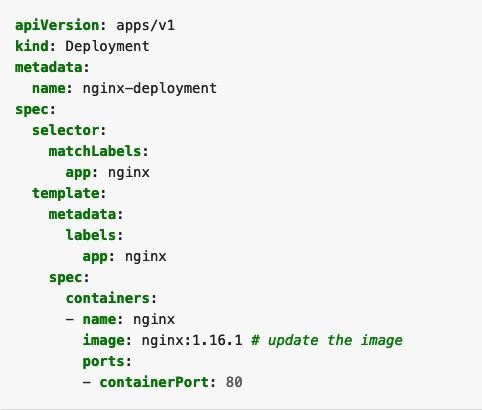 apiVersion: apps/v1
kind: Deployment
metadata:
  name: nginx-deployment
spec:
  selector:
    matchLabels:
      app: nginx
  template:
    metadata:
      labels:
        app: nginx
    spec:
      containers:
      - name: nginx
        image: nginx:1.16.1 # update the image
        ports:
        - containerPort: 80